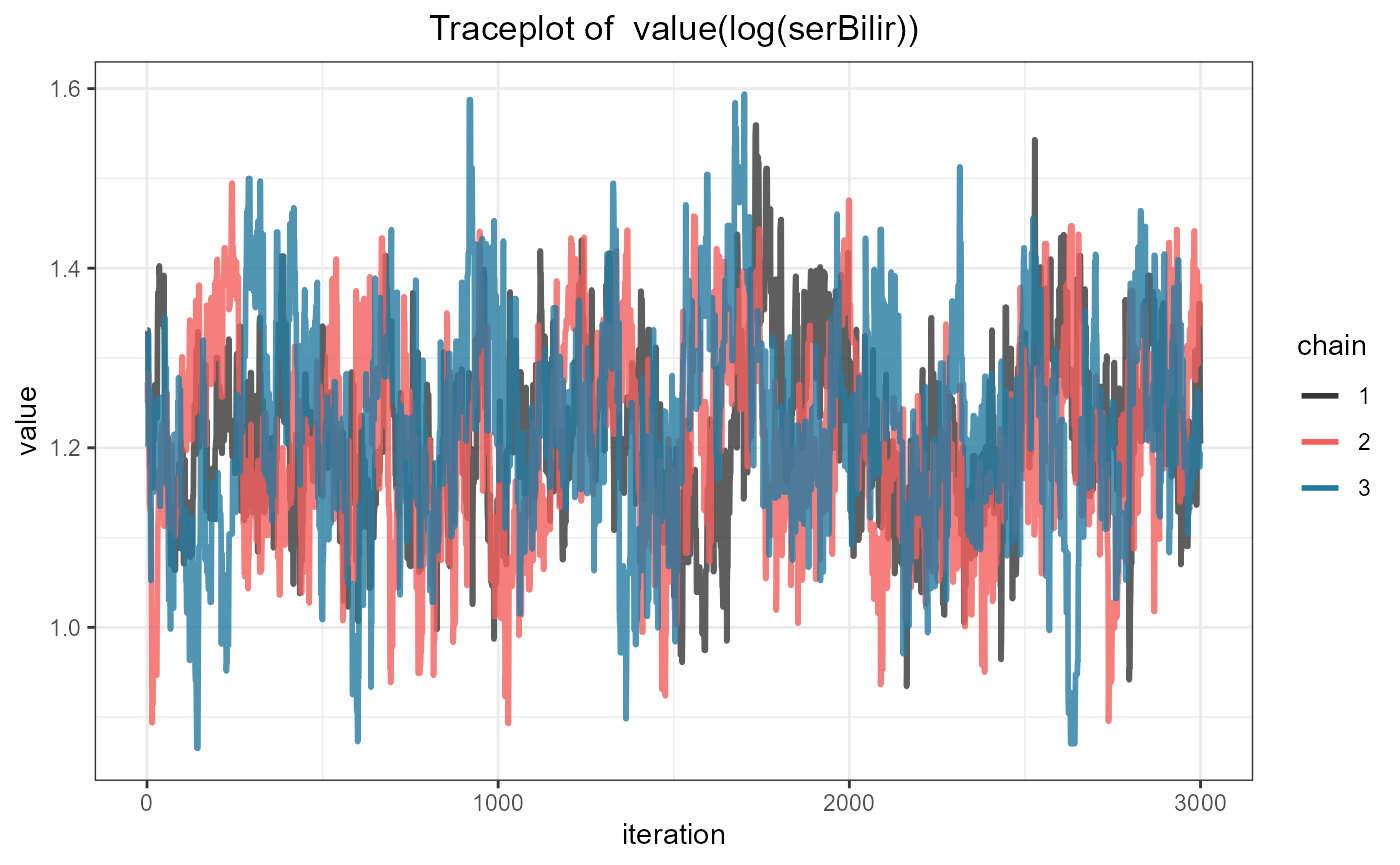 Traceplot of  value(log(serBilir))
1.6
1.4
1.2
1.0
value
0
1000
2000
3000
iteration
chain
1
2
3